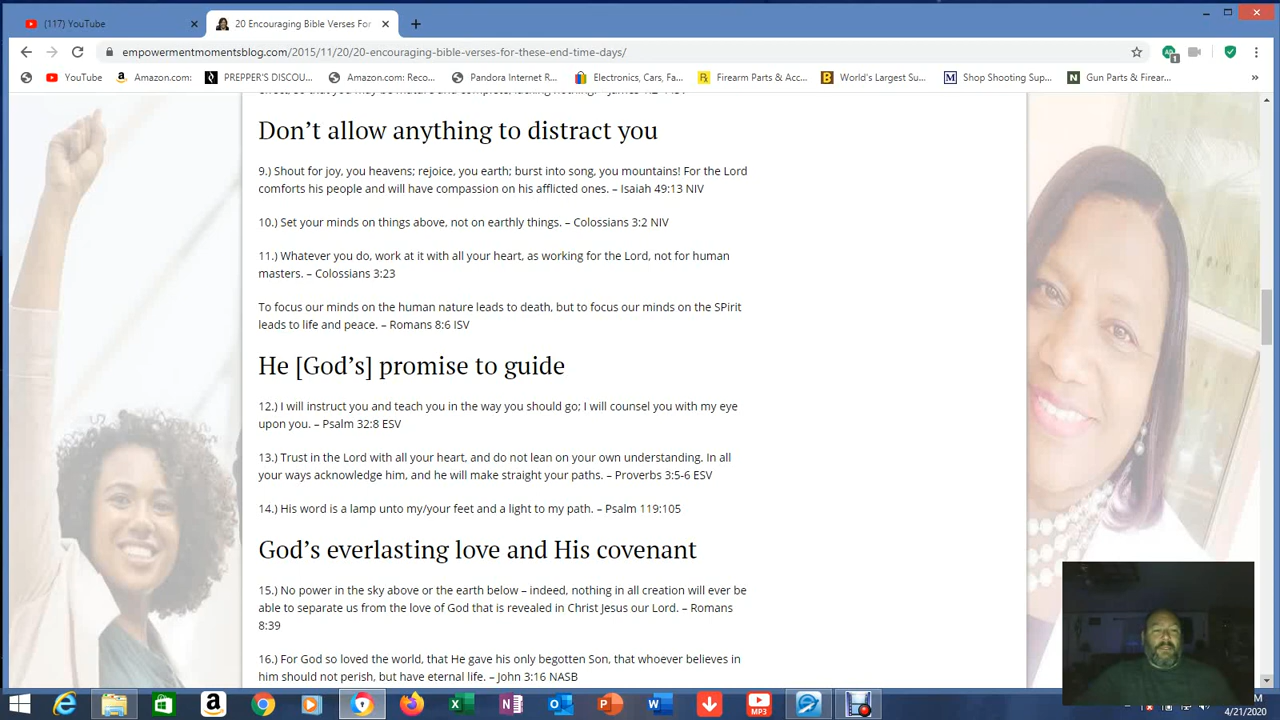 (117) YouTube
20 Encouraging Bible Verses For
empowermentmomentsblog.com/2015/11/20/20-encouraging-bible-verses-for-these-end-time-days/
YouTube Amazon.com: PREPPER'S DISCOU... Amazon.com: Reco... Pandora Internet R... Electronics, Cars, Fa... Firearm Parts & Acc... World's Largest Su... Shop Shooting Sup... Gun Parts & Firear...
Don't allow anything to distract you
9.) Shout for joy, you heavens; rejoice, you earth; burst into song, you mountains! For the Lord
comforts his people and will have compassion on his afflicted ones. – Isaiah 49:13 NIV
10.) Set your minds on things above, not on earthly things. – Colossians 3:2 NIV
11.) Whatever you do, work at it with all your heart, as working for the Lord, not for human
masters. – Colossians 3:23
To focus our minds on the human nature leads to death, but to focus our minds on the SPirit
leads to life and peace. – Romans 8:6 ISV
He [God's] promise to guide
12.) I will instruct you and teach you in the way you should go; I will counsel you with my eye
upon you. – Psalm 32:8 ESV
13.) Trust in the Lord with all your heart, and do not lean on your own understanding. In all
your ways acknowledge him, and he will make straight your paths. – Proverbs 3:5-6 ESV
14.) His word is a lamp unto my/your feet and a light to my path. – Psalm 119:105
God's everlasting love and His covenant
15.) No power in the sky above or the earth below – indeed, nothing in all creation will ever be
able to separate us from the love of God that is revealed in Christ Jesus our Lord. – Romans
8:39
16.) For God so loved the world, that He gave his only begotten Son, that whoever believes in
him should not perish, but have eternal life. – John 3:16 NASB
MP3
4/21/2020